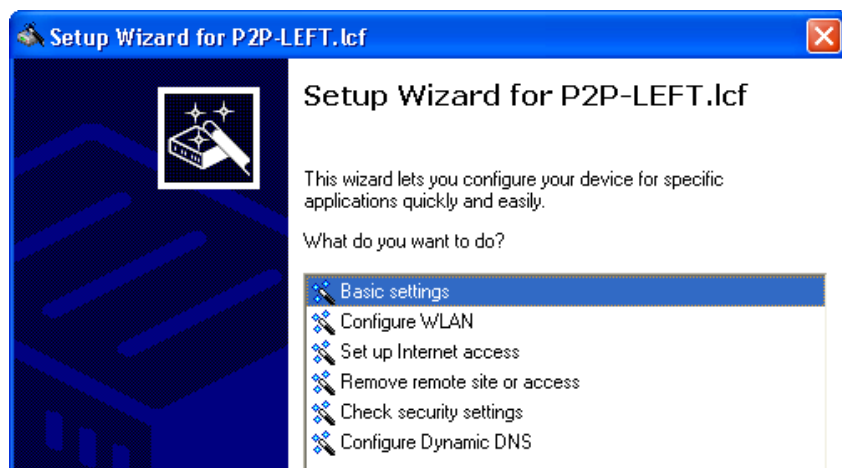 Setup Wizard for P2P-LEFT.lcf
Setup Wizard for P2P-LEFT.lcf
This wizard lets you configure your device for specific
applications quickly and easily.
What do you want to do?
Basic settings
Configure WLAN
Set up Internet access
Remove remote site or access
Check security settings
Configure Dynamic DNS